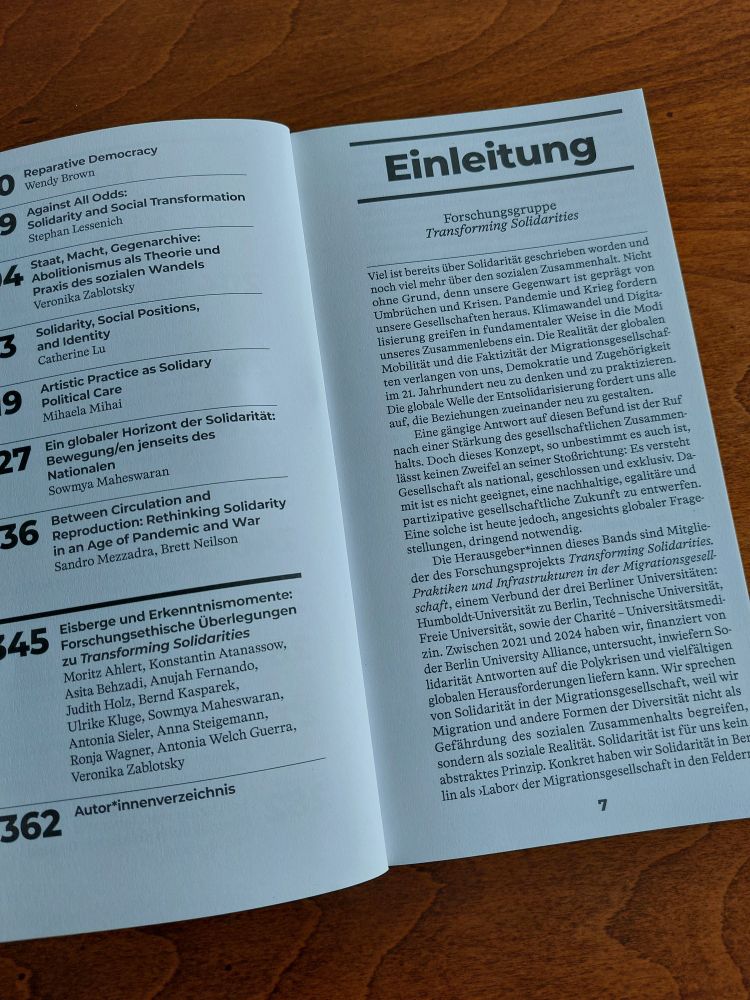 0 Reparative Democracy
Wendy Brown
9 Against All Odds:
Solidarity and Social Transformation
Stephan Lessenich
04 Staat, Macht, Gegenarchive:
Abolitionismus als Theorie und
Praxis des sozialen Wandels
Veronika Zablotsky
3 Solidarity, Social Positions,
and Identity
Catherine Lu
19 Artistic Practice as Solidary
Political Care
Mihaela Mihai
27 Ein globaler Horizont der Solidarität:
Bewegung/en jenseits des
Nationalen
Sowmya Maheswaran
36 Between Circulation and
Reproduction: Rethinking Solidarity
in an Age of Pandemic and War
Sandro Mezzadra, Brett Neilson
345 Eisberge und Erkenntnismomente:
Forschungsethische Überlegungen
zu Transforming Solidarities
Moritz Ahlert, Konstantin Atanassow,
Asita Behzadi, Anujah Fernando,
Judith Holz, Bernd Kasparek,
Ulrike Kluge, Sowmya Maheswaran,
Antonia Sieler, Anna Steigemann,
Ronja Wagner, Antonia Welch Guerra,
Veronika Zablotsky
362 Autor*innenverzeichnis
Einleitung
Forschungsgruppe
Transforming Solidarities
Viel ist bereits über Solidarität geschrieben worden und
noch viel mehr über den sozialen Zusammenhalt. Nicht
ohne Grund, denn unsere Gegenwart ist geprägt von
Umbrüchen und Krisen. Pandemie und Krieg fordern
unsere Gesellschaften heraus. Klimawandel und Digita-
lisierung greifen in fundamentaler Weise in die Modi
unseres Zusammenlebens ein. Die Realität der globalen
Mobilität und die Faktizität der Migrationsgesellschaf-
ten verlangen von uns, Demokratie und Zugehörigkeit
im 21. Jahrhundert neu zu denken und zu praktizieren.
Die globale Welle der Entsolidarisierung fordert uns alle
auf, die Beziehungen zueinander neu zu gestalten.
Eine gängige Antwort auf diesen Befund ist der Ruf
nach einer Stärkung des gesellschaftlichen Zusammen-
halts. Doch dieses Konzept, so unbestimmt es auch ist,
lässt keinen Zweifel an seiner Stoßrichtung: Es versteht
Gesellschaft als national, geschlossen und exklusiv. Da-
mit ist es nicht geeignet, eine nachhaltige, egalitäre und
partizipative gesellschaftliche Zukunft zu entwerfen.
Eine solche ist heute jedoch, angesichts globaler Frage-
stellungen, dringend notwendig.
Die Herausgeber*innen dieses Bands sind Mitglie-
der des Forschungsprojekts Transforming Solidarities.
Praktiken und Infrastrukturen in der Migrationsgesell-
schaft, einem Verbund der drei Berliner Universitäten:
Humboldt-Universität zu Berlin, Technische Universität,
Freie Universität, sowie der Charité – Universitätsmedi-
zin. Zwischen 2021 und 2024 haben wir, finanziert von
der Berlin University Alliance, untersucht, inwiefern So-
lidarität Antworten auf die Polykrisen und vielfältigen
globalen Herausforderungen liefern kann. Wir sprechen
von Solidarität in der Migrationsgesellschaft, weil wir
Migration und andere Formen der Diversität nicht als
Gefährdung des sozialen Zusammenhalts begreifen,
sondern als soziale Realität. Solidarität ist für uns kein
abstraktes Prinzip. Konkret haben wir Solidarität in Ber
lin als ›Labor‹ der Migrationsgesellschaft in den Feldern
7